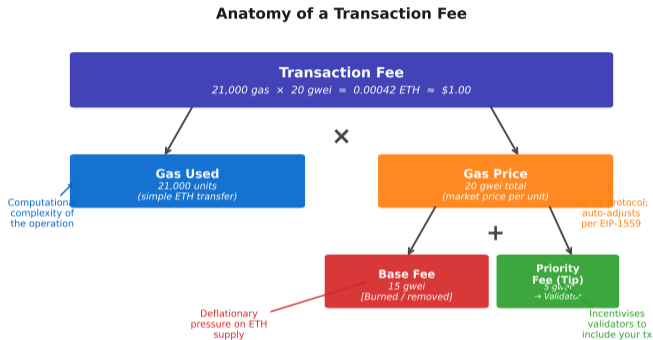 Anatomy of a Transaction Fee
Transaction Fee
21,000 gas × 20 gwei = 0.00042 ETH ≈ $1.00
×
Gas Used
21,000 units
(simple ETH transfer)
Gas Price
20 gwei total
(market price per unit)
Computational
complexity of
the operation
protocol;
auto-adjusts
per EIP-1559
+
Base Fee
15 gwei
[Burned / removed]
Priority
Fee (Tip)
5 gwei
→ Validator
Deflationary
pressure on ETH
supply
Incentivises
validators to
include your tx